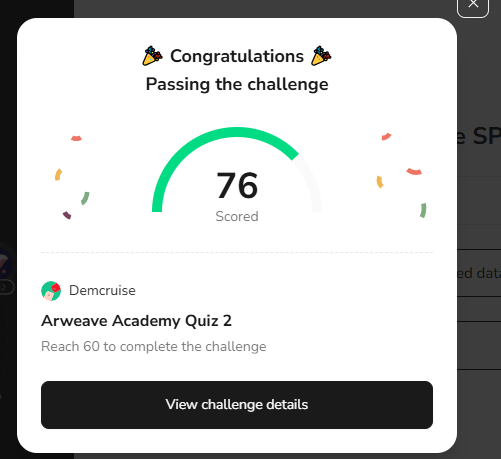 Congratulations
Passing the challenge
e SP
76
Scored
ed data
Demcruise
Arweave Academy Quiz 2
Reach 60 to complete the challenge
View challenge details